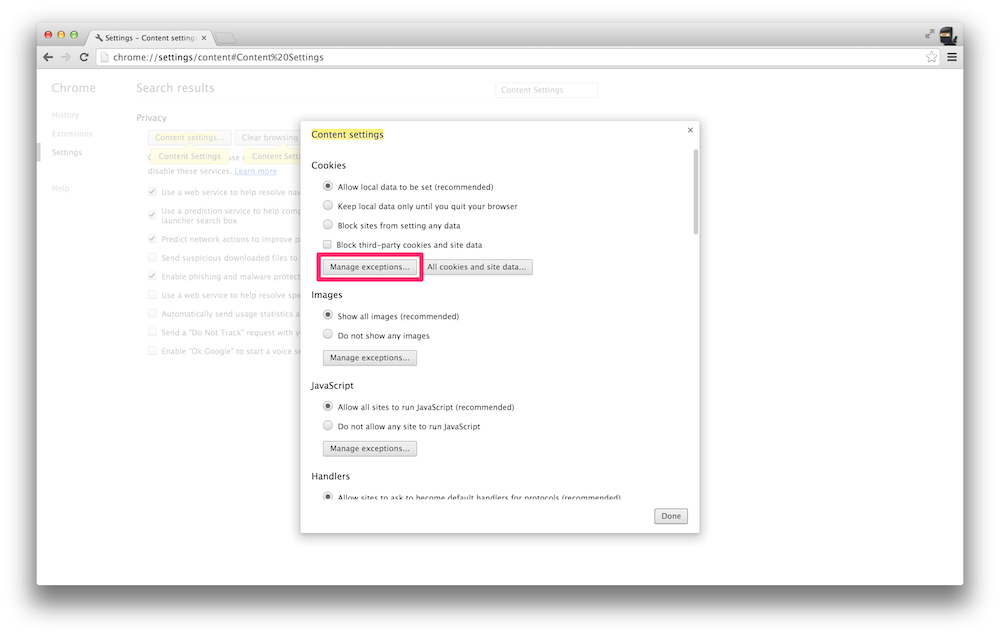 Settings - Content settings
chrome://settings/content#Content%20Settings
Chrome
Search results
Content Settings
History
Extensions
Settings
Help
Privacy
Content settings...
Clear browsing
Content Settings
use
Content Setti
disable these services. Learn more
Use a web service to help resolve nav
Use a prediction service to help comp
launcher search box
Predict network actions to improve p
Send suspicious downloaded files to
Enable phishing and malware protect
Use a web service to help resolve spe
Automatically send usage statistics a
Send a "Do Not Track" request with yo
Enable "Ok Google" to start a voice se
Content settings
Cookies
Allow local data to be set (recommended)
Keep local data only until you quit your browser
Block sites from setting any data
Block third-party cookies and site data
Manage exceptions...
All cookies and site data...
Images
Show all images (recommended)
Do not show any images
Manage exceptions...
JavaScript
Allow all sites to run JavaScript (recommended)
Do not allow any site to run JavaScript
Manage exceptions...
Handlers
Allow sites to ask to become default handlers for protocols (recommended)
Done